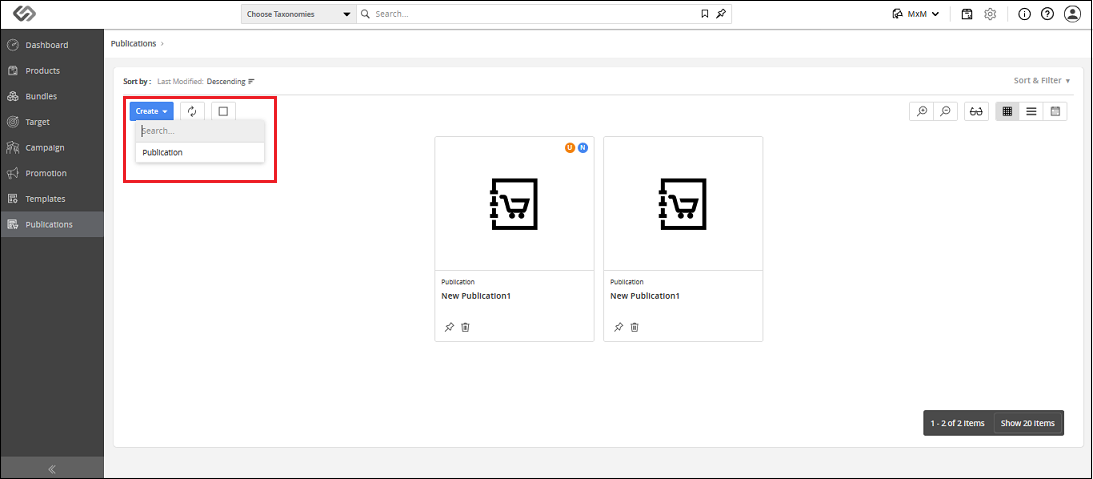 Choose Taxonomies
Search...
MxM
Dashboard
Products
Bundles
Target
Campaign
Promotion
Templates
Publications
Publications ›
Sort by : Last Modified: Descending
Sort & Filter
Create
Search...
Publication
U N
Publication
New Publication1
Publication
New Publication1
1 - 2 of 2 Items Show 20 Items